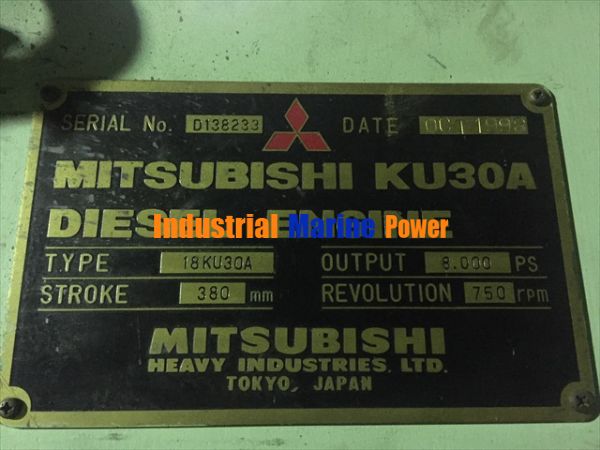 SERIAL No. D138233 DATE OCT 1993
MITSUBISHI KU30A
DIESEL ENGINE
Industrial Marine Power
TYPE 18KU30A OUTPUT 8.000 PS
STROKE 380 mm REVOLUTION 750 rpm
MITSUBISHI
HEAVY INDUSTRIES, LTD.
TOKYO, JAPAN